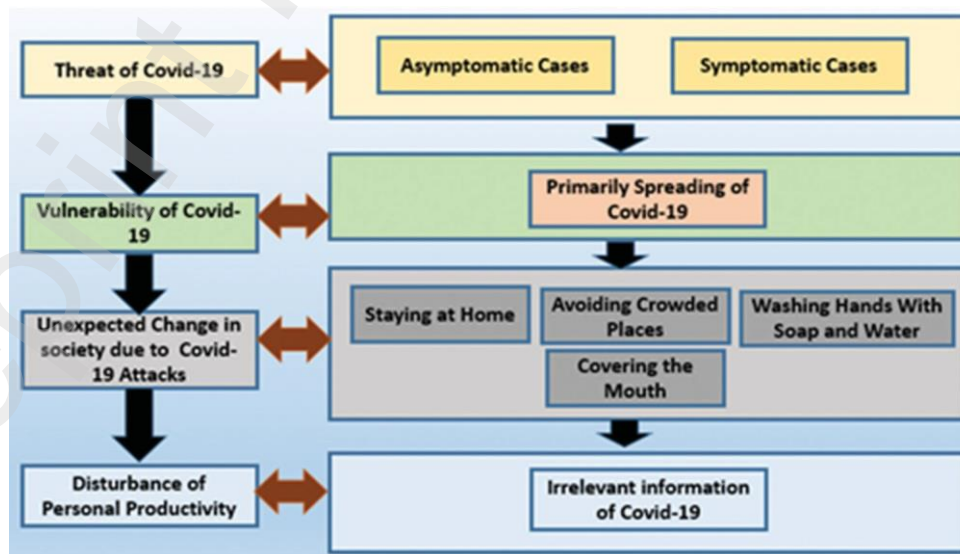 Threat of Covid-19
Asymptomatic Cases
Symptomatic Cases
Vulnerability of Covid-
19
Primarily Spreading of
Covid-19
Unexpected Change in
society due to Covid-
19 Attacks
Staying at Home
Avoiding Crowded
Places
Washing Hands With
Soap and Water
Covering the
Mouth
Disturbance of
Personal Productivity
Irrelevant information
of Covid-19